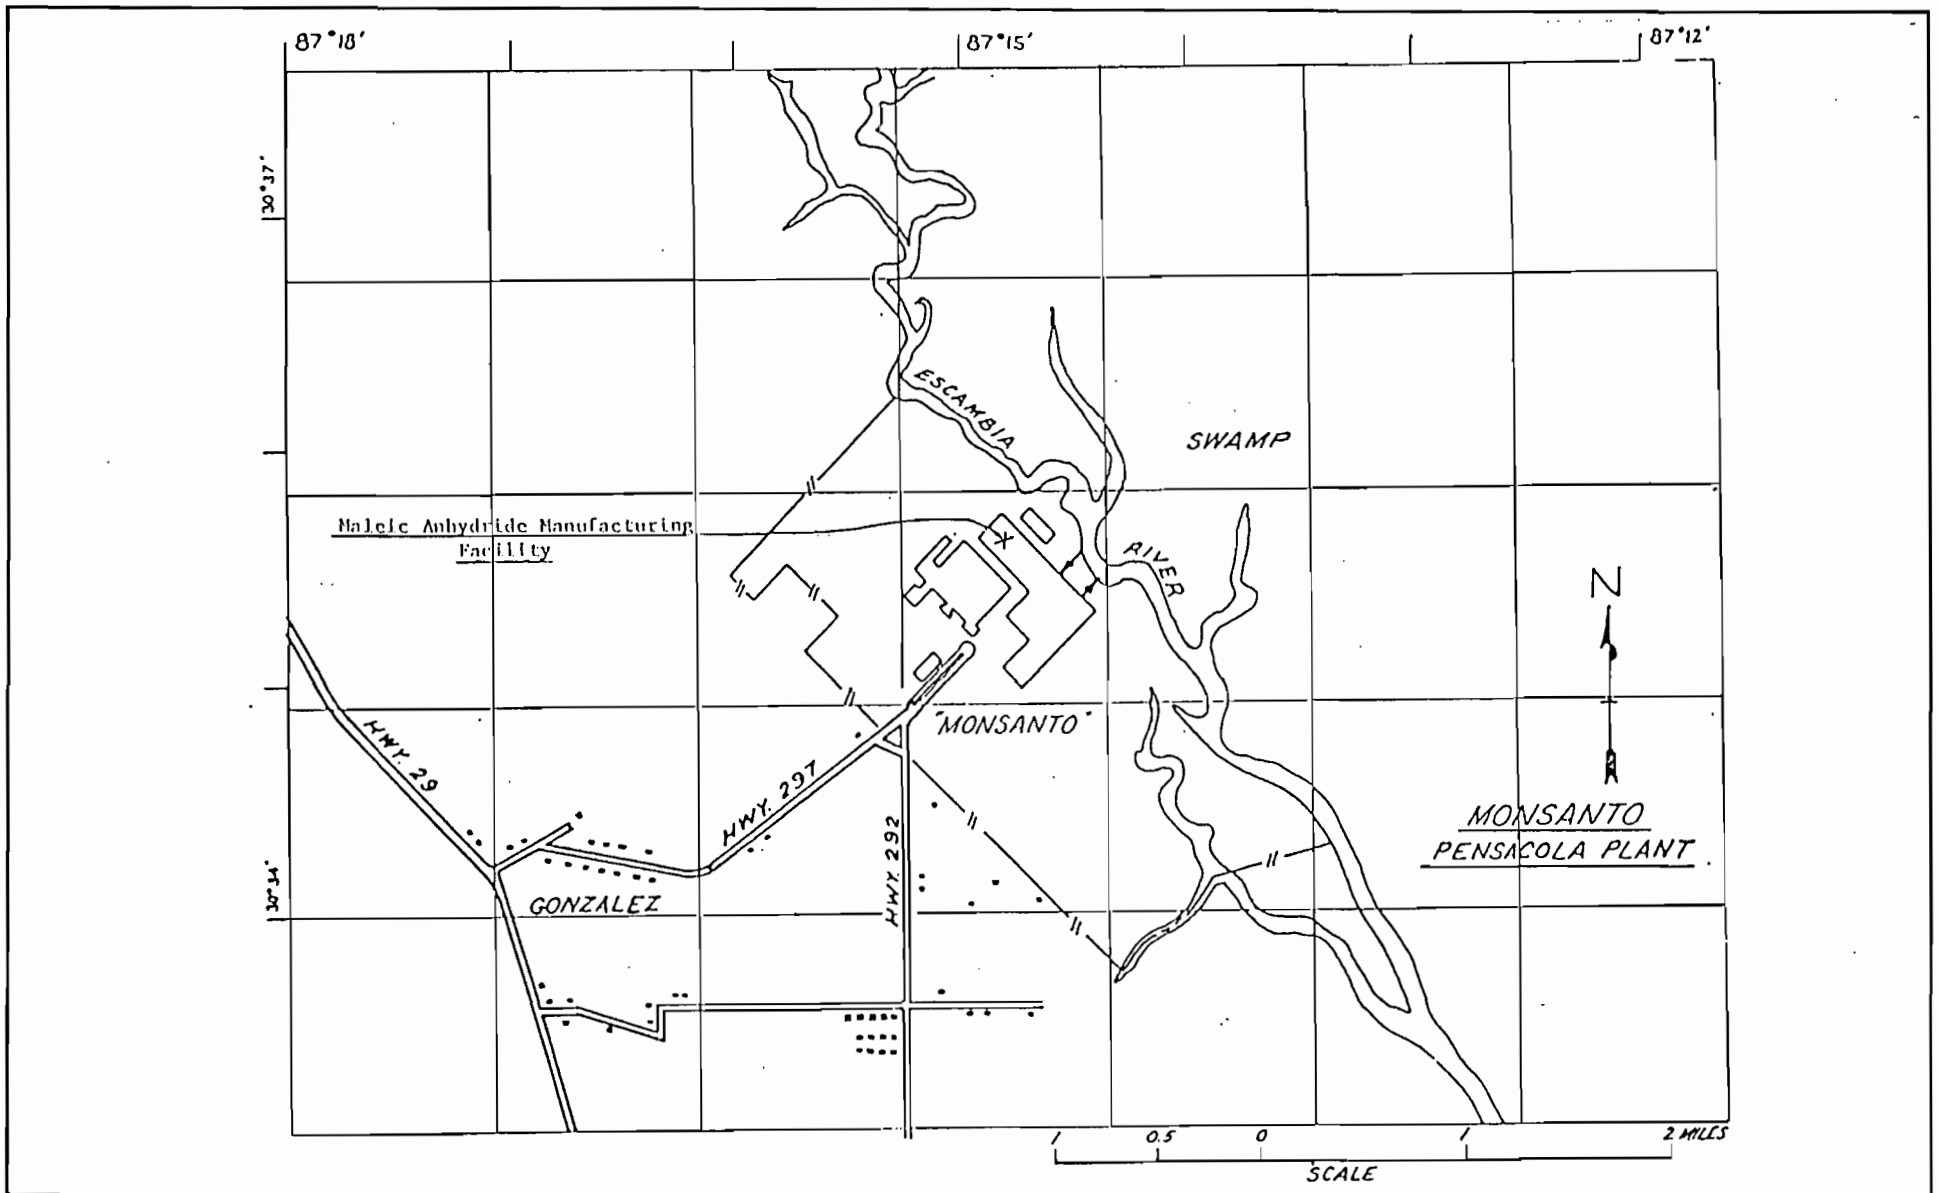 87°18'
87°15'
87°12'
30°37'
ESCAMBIA
SWAMP
Maleic Anhydride Manufacturing
Facility
RIVER
N
HWY. 29
"MONSANTO"
HWY. 297
HWY. 292
MONSANTO
PENSACOLA PLANT
30°34'
GONZALEZ
1 0.5 0 1 2 MILES
SCALE